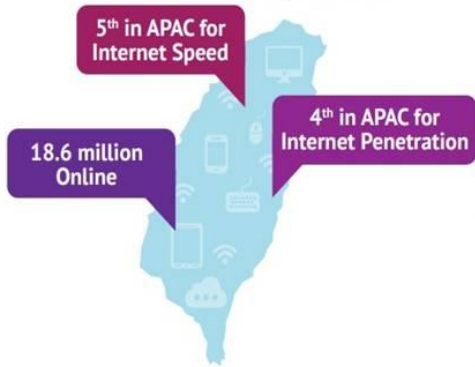 5th in APAC for
Internet Speed
4th in APAC for
Internet Penetration
18.6 million
Online